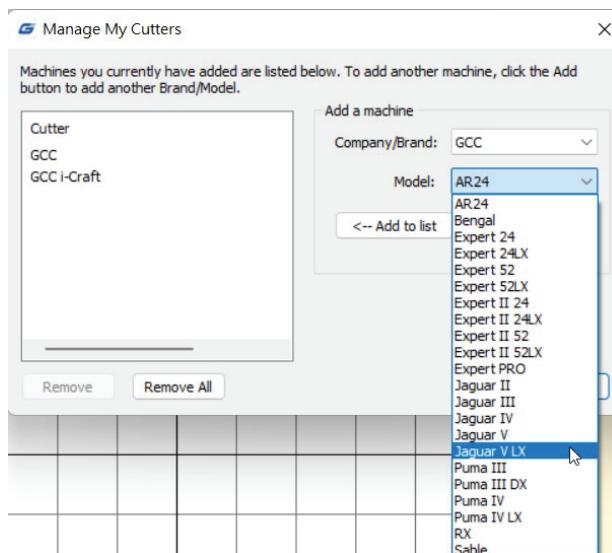 Manage My Cutters
Machines you currently have added are listed below. To add another machine, click the Add
button to add another Brand/Model.
Cutter
GCC
GCC i-Craft
Add a machine
Company/Brand: GCC
Model: AR24
<-- Add to list
AR24
Bengal
Expert 24
Expert 24LX
Expert 52
Expert 52LX
Expert II 24
Expert II 24LX
Expert II 52
Expert II 52LX
Expert PRO
Jaguar II
Jaguar III
Jaguar IV
Jaguar V
Jaguar V LX
Puma III
Puma III DX
Puma IV
Puma IV LX
RX
Sable
Remove
Remove All